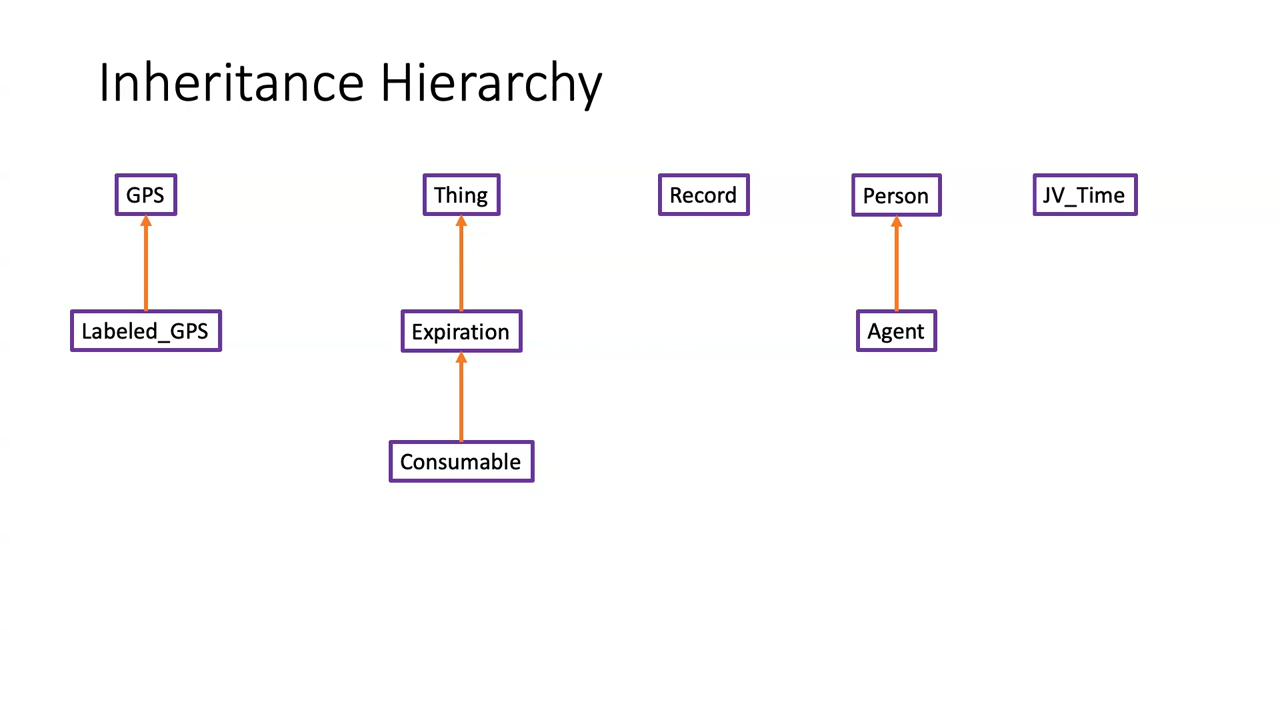 Inheritance Hierarchy
GPS
Thing
Record
Person
JV_Time
Labeled_GPS
Expiration
Agent
Consumable